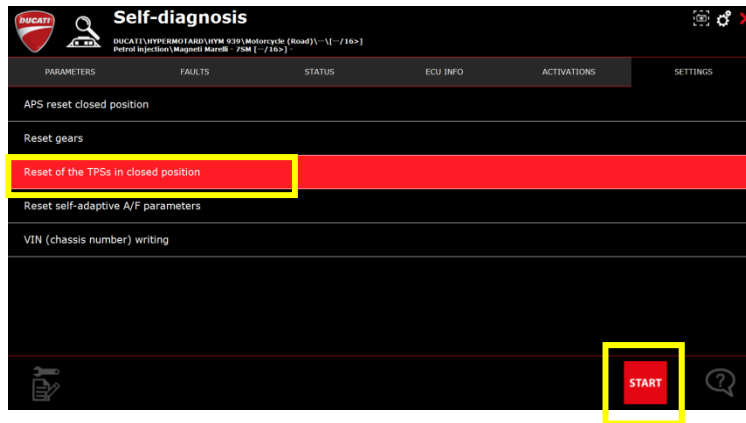 DUCATI
Self-diagnosis
DUCATI\HYPERMOTARD\HYM 939\Motorcycle (Road)\--\[--/16>]
Petrol injection\Magneti Marelli - 7SM [--/16>] -
PARAMETERS FAULTS STATUS ECU INFO ACTIVATIONS SETTINGS
APS reset closed position
Reset gears
Reset of the TPSs in closed position
Reset self-adaptive A/F parameters
VIN (chassis number) writing
START
?